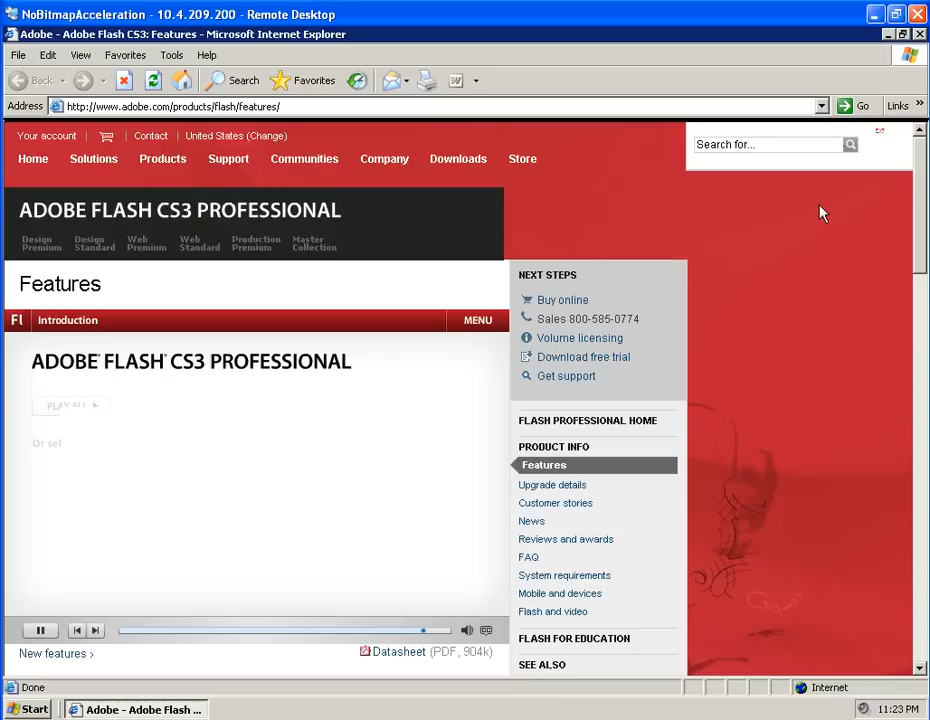 NoBitmapAcceleration - 10.4.209.200 - Remote Desktop
Adobe - Adobe Flash CS3: Features - Microsoft Internet Explorer
File Edit View Favorites Tools Help
Back Search Favorites
Address http://www.adobe.com/products/flash/features/ Go Links »
Your account Contact United States (Change)
Search for...
Home Solutions Products Support Communities Company Downloads Store
ADOBE FLASH CS3 PROFESSIONAL
Design Premium Design Standard Web Premium Web Standard Production Premium Master Collection
Features
Fl Introduction MENU
ADOBE® FLASH® CS3 PROFESSIONAL
Or sel
New features ›
Datasheet (PDF, 904k)
NEXT STEPS
Buy online
Sales 800-585-0774
Volume licensing
Download free trial
Get support
FLASH PROFESSIONAL HOME
PRODUCT INFO
Features
Upgrade details
Customer stories
News
Reviews and awards
FAQ
System requirements
Mobile and devices
Flash and video
FLASH FOR EDUCATION
SEE ALSO
Done Internet
Start Adobe - Adobe Flash ... 11:23 PM